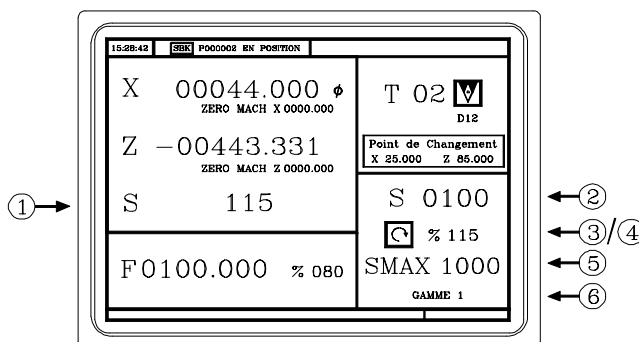 15:28:42 SBK P000002 EN POSITION
X 00044.000 ø
ZERO MACH X 0000.000
Z -00443.331
ZERO MACH Z 0000.000
S 115
F0100.000 % 080
T 02
D12
Point de Changement
X 25.000 Z 85.000
S 0100
% 115
SMAX 1000
GAMME 1
1
2
3/4
5
6